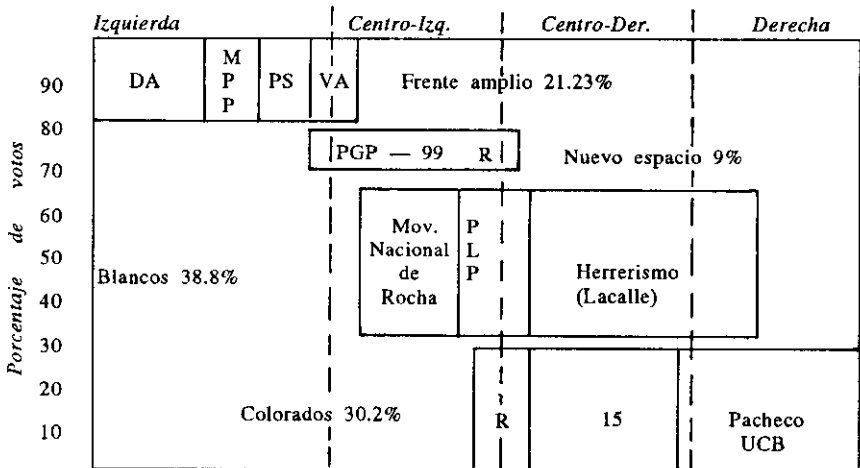 Izquierda Centro-Izq. Centro-Der. Derecha
DA
M
P
P
PS
VA
Frente amplio 21.23%
PGP — 99 R
Nuevo espacio 9%
Mov.
Nacional
de
Rocha
P
L
P
Herrerismo
(Lacalle)
Blancos 38.8%
Colorados 30.2%
R
15
Pacheco
UCB
Porcentaje de votos
90
80
70
60
50
40
30
20
10